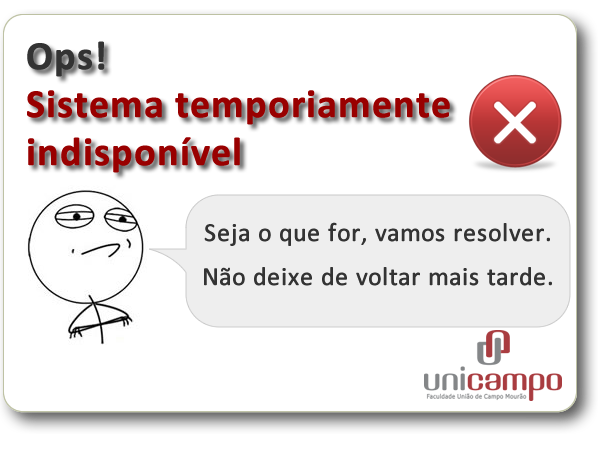 Ops!
Sistema temporiamente
indisponível
Seja o que for, vamos resolver.
Não deixe de voltar mais tarde.
unicampo
Faculdade União de Campo Mourão